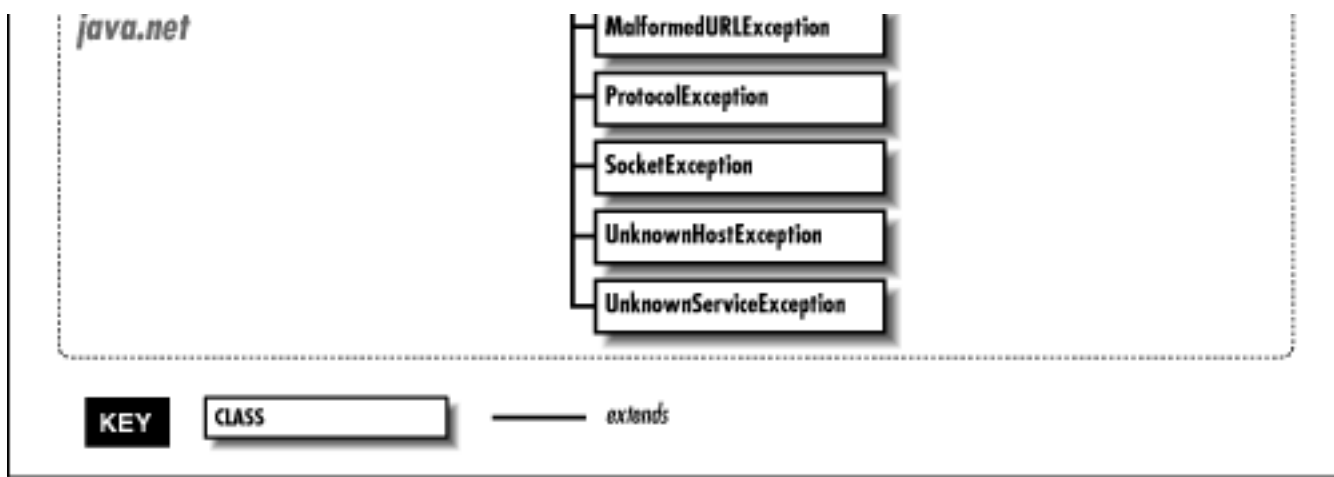 java.net
MalformedURLException
ProtocolException
SocketException
UnknownHostException
UnknownServiceException
KEY
CLASS
extends